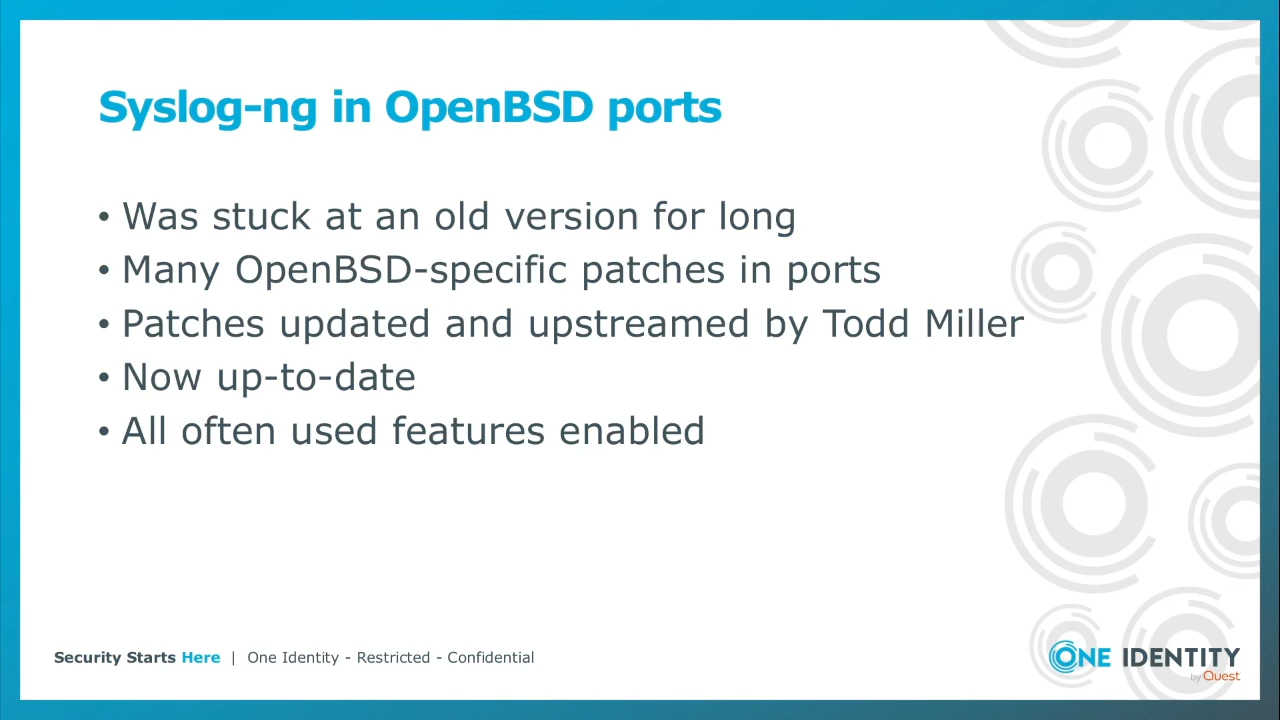 Syslog-ng in OpenBSD ports
• Was stuck at an old version for long
• Many OpenBSD-specific patches in ports
• Patches updated and upstreamed by Todd Miller
• Now up-to-date
• All often used features enabled
Security Starts Here | One Identity - Restricted - Confidential
ONE IDENTITY
by Quest